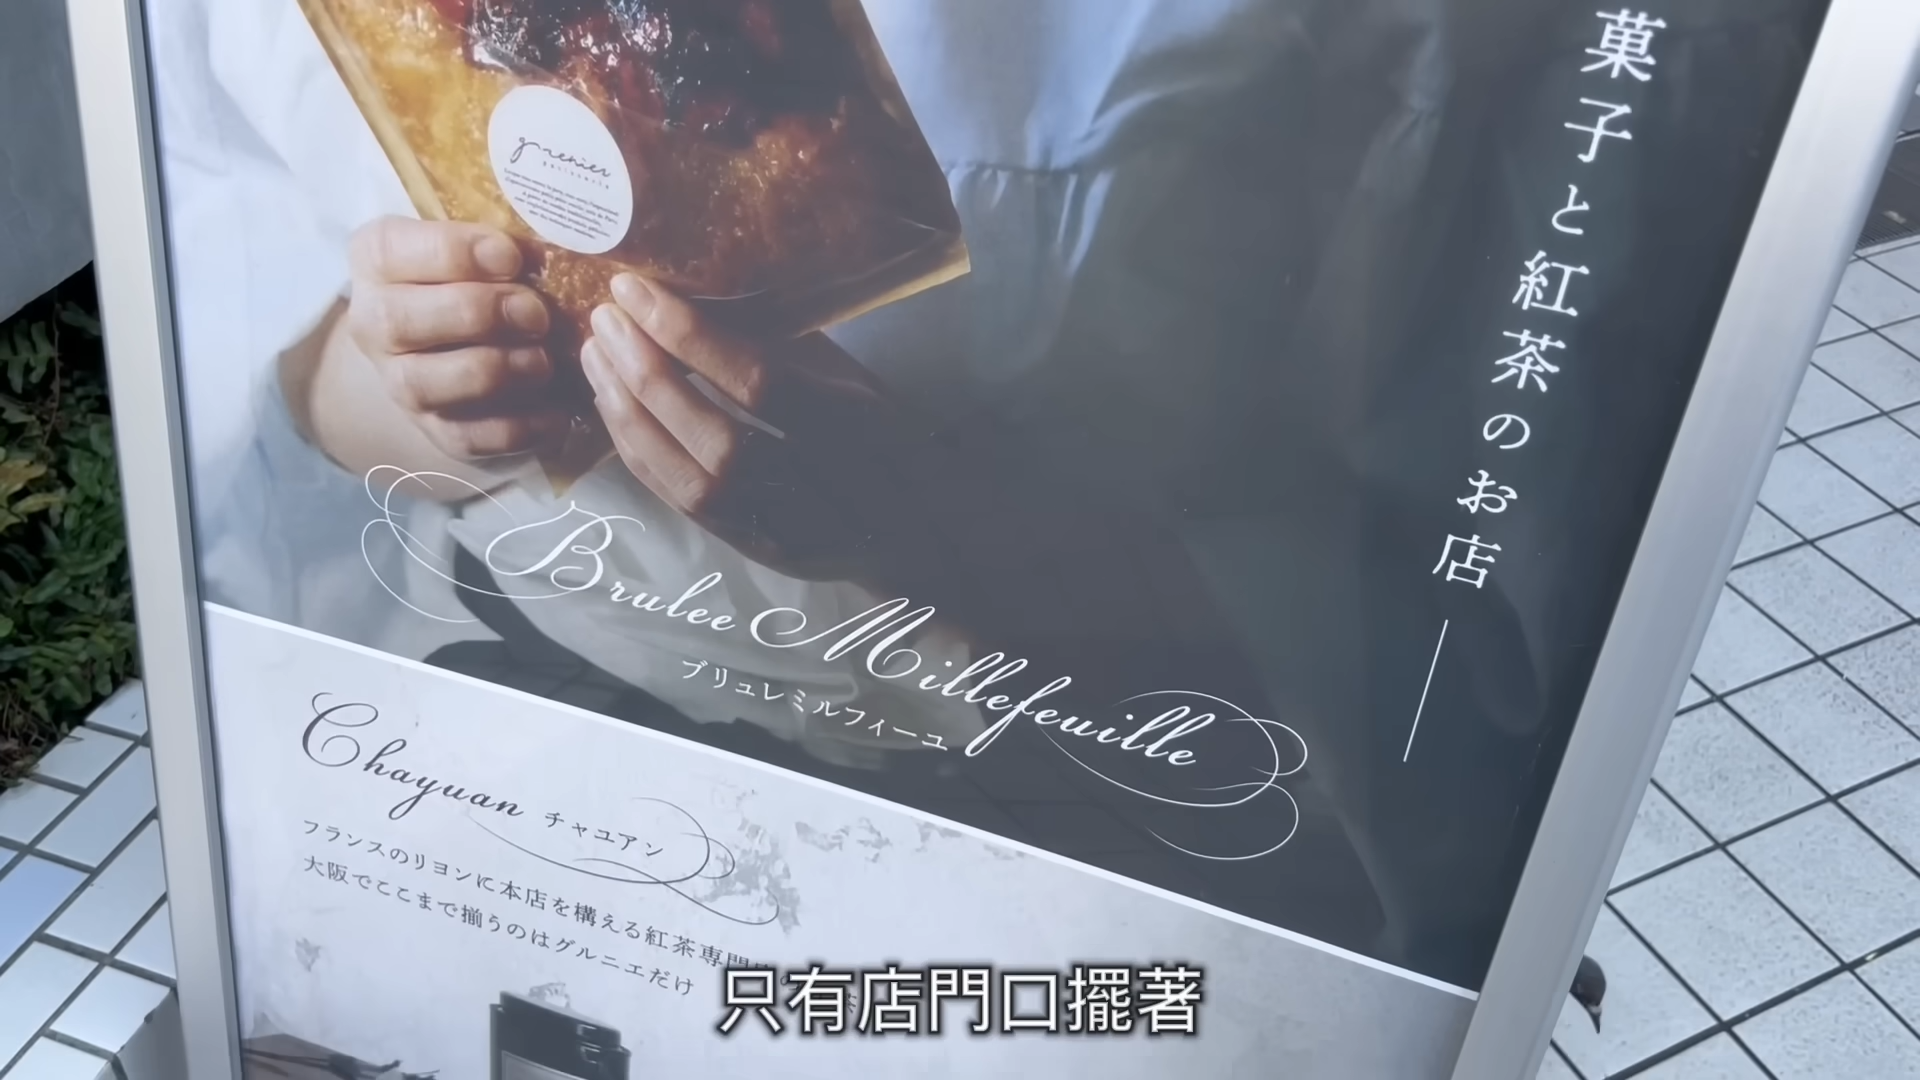 菓子と紅茶のお店
grenier
Brulee Millefeuille
ブリュレミルフィーユ
Chayuan チャユアン
フランスのリヨンに本店を構える紅茶専門
大阪でここまで揃うのはグルニエだけ
只有店門口擺著